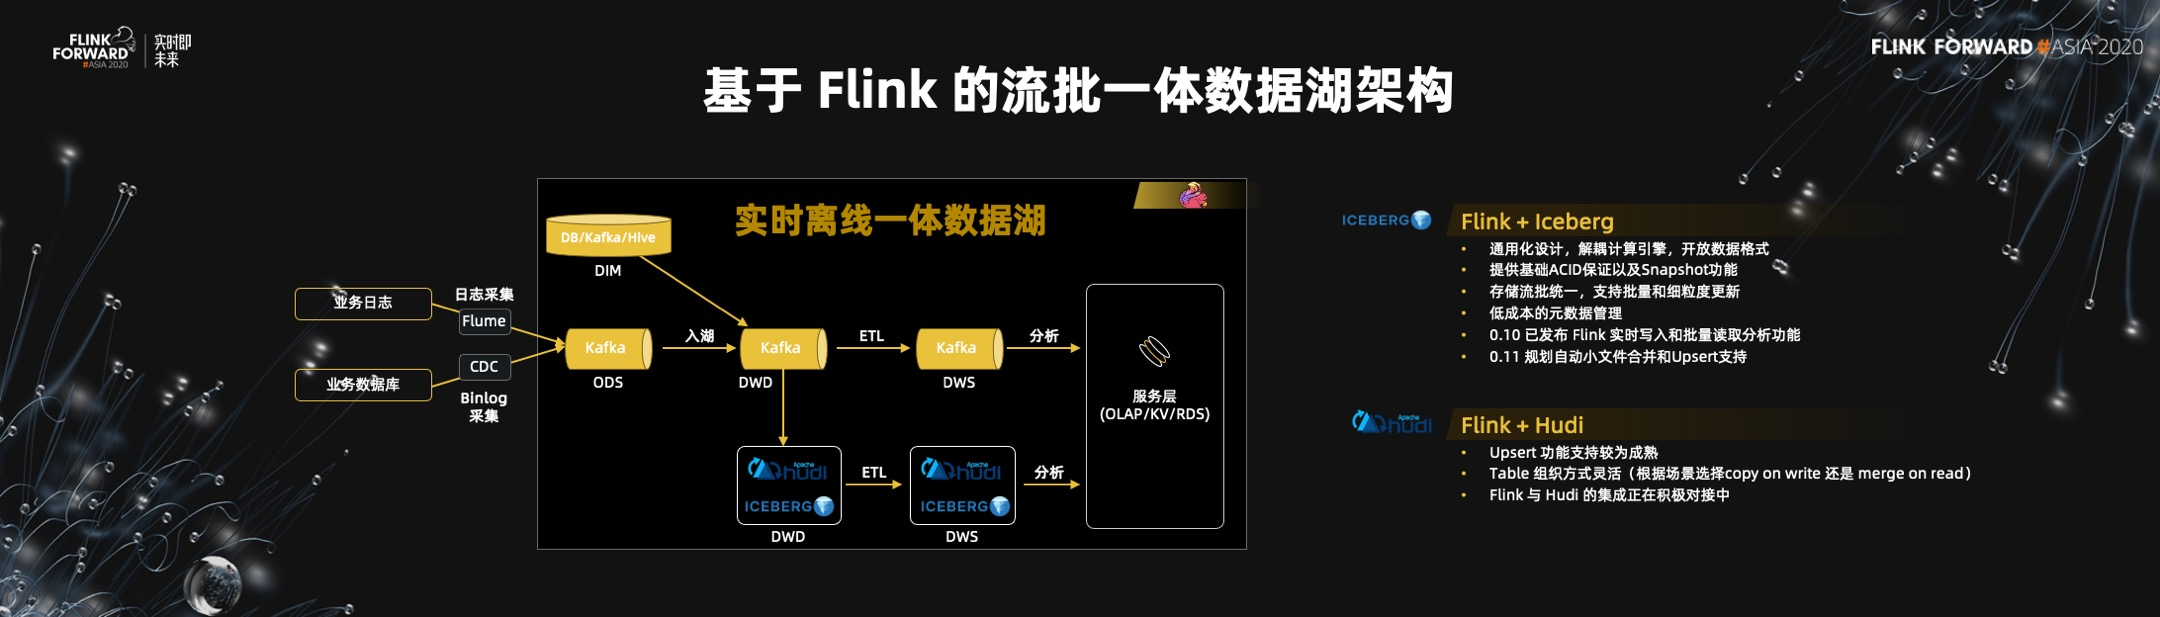 FLINK
FORWARD
#ASIA 2020
实时即
未来
FLINK FORWARD #ASIA 2020
基于 Flink 的流批一体数据湖架构
实时离线一体数据湖
DB/Kafka/Hive
DIM
业务日志
日志采集
Flume
业务数据库
CDC
Binlog
采集
Kafka
ODS
入湖
Kafka
DWD
ETL
Kafka
DWS
分析
服务层
(OLAP/KV/RDS)
Apache
hudi
ICEBERG
DWD
ETL
Apache
hudi
ICEBERG
DWS
分析
ICEBERG
Flink + Iceberg
• 通用化设计，解耦计算引擎，开放数据格式
• 提供基础ACID保证以及Snapshot功能
• 存储流批统一，支持批量和细粒度更新
• 低成本的元数据管理
• 0.10 已发布 Flink 实时写入和批量读取分析功能
• 0.11 规划自动小文件合并和Upsert支持
Apache
hudi
Flink + Hudi
• Upsert 功能支持较为成熟
• Table 组织方式灵活（根据场景选择copy on write 还是 merge on read）
• Flink 与 Hudi 的集成正在积极对接中